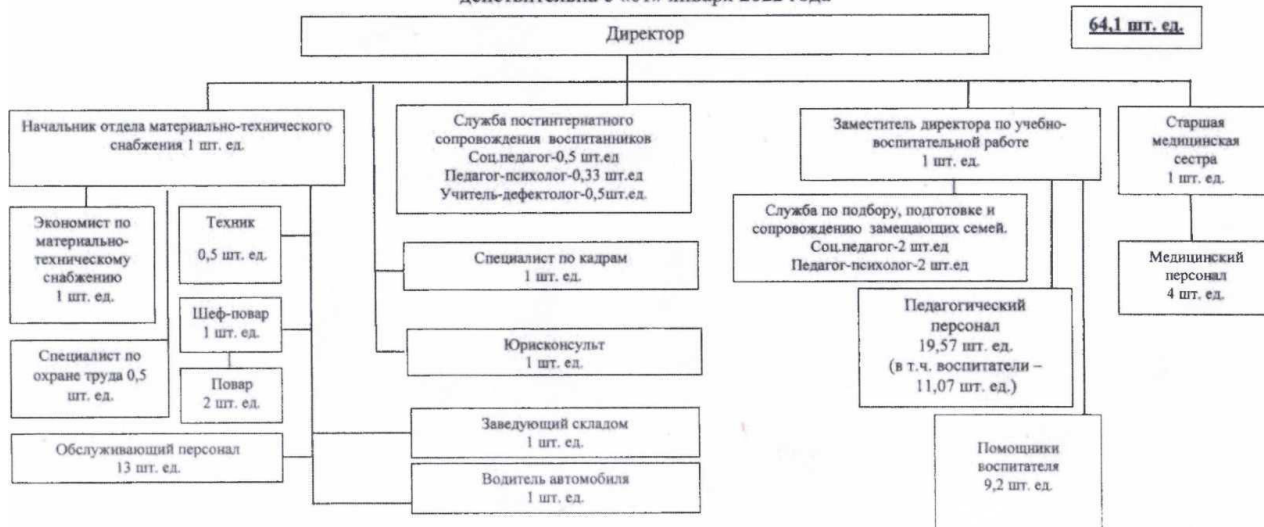 действительна с «01» января 2022 года
64,1 шт. ед.
Директор
Начальник отдела материально-технического
снабжения 1 шт. ед.
Служба постинтернатного
сопровождения воспитанников
Соц.педагог-0,5 шт.ед
Педагог-психолог-0,33 шт.ед
Учитель-дефектолог-0,5шт.ед.
Заместитель директора по учебно-
воспитательной работе
1 шт. ед.
Старшая
медицинская
сестра
1 шт. ед.
Экономист по
материально-
техническому
снабжению
1 шт. ед.
Техник
0,5 шт. ед.
Специалист по кадрам
1 шт. ед.
Служба по подбору, подготовке и
сопровождению замещающих семей.
Соц.педагог-2 шт.ед
Педагог-психолог-2 шт.ед
Медицинский
персонал
4 шт. ед.
Шеф-повар
1 шт. ед.
Юрисконсульт
1 шт. ед.
Педагогический
персонал
19,57 шт. ед.
(в т.ч. воспитатели –
11,07 шт. ед.)
Специалист по
охране труда 0,5
шт. ед.
Повар
2 шт. ед.
Обслуживающий персонал
13 шт. ед.
Заведующий складом
1 шт. ед.
Водитель автомобиля
1 шт. ед.
Помощники
воспитателя
9,2 шт. ед.